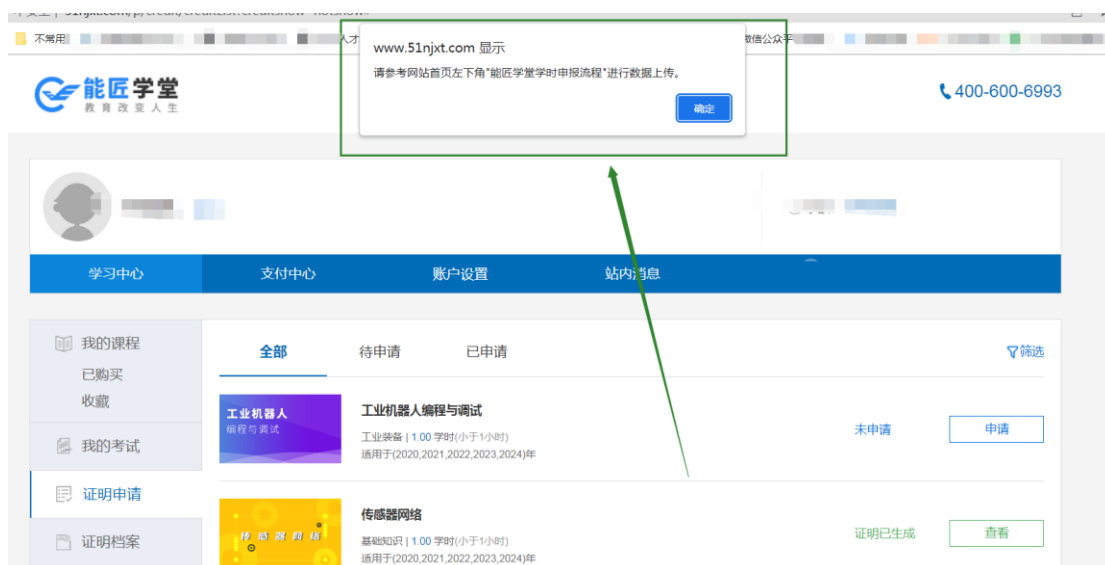 不常用
www.51njxt.com 显示
请参考网站首页左下角"能匠学堂学时申报流程"进行数据上传。
确定
能匠学堂
教育改变人生
400-600-6993
学习中心 支付中心 账户设置 站内消息
我的课程
已购买
收藏
我的考试
证明申请
证明档案
全部 待申请 已申请 筛选
工业机器人
编程与调试
工业机器人编程与调试
工业装备 | 1.00 学时(小于1小时)
适用于(2020,2021,2022,2023,2024)年
未申请 申请
传感器网络
传感器网络
基础知识 | 1.00 学时(小于1小时)
适用于(2020,2021,2022,2023,2024)年
证明已生成 查看